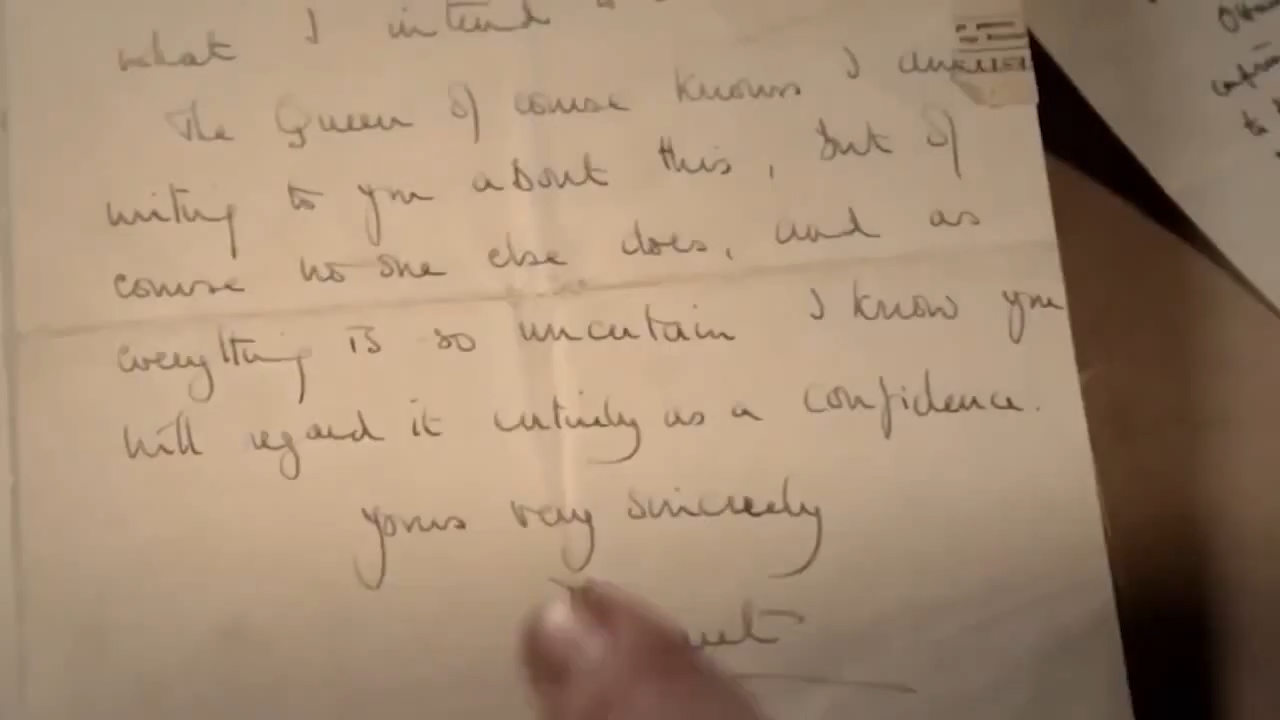 what I intend
The Queen of course knows I am
writing to you about this, but of
course no one else does, and as
everything is so uncertain I know you
will regard it entirely as a confidence.
Yours very sincerely